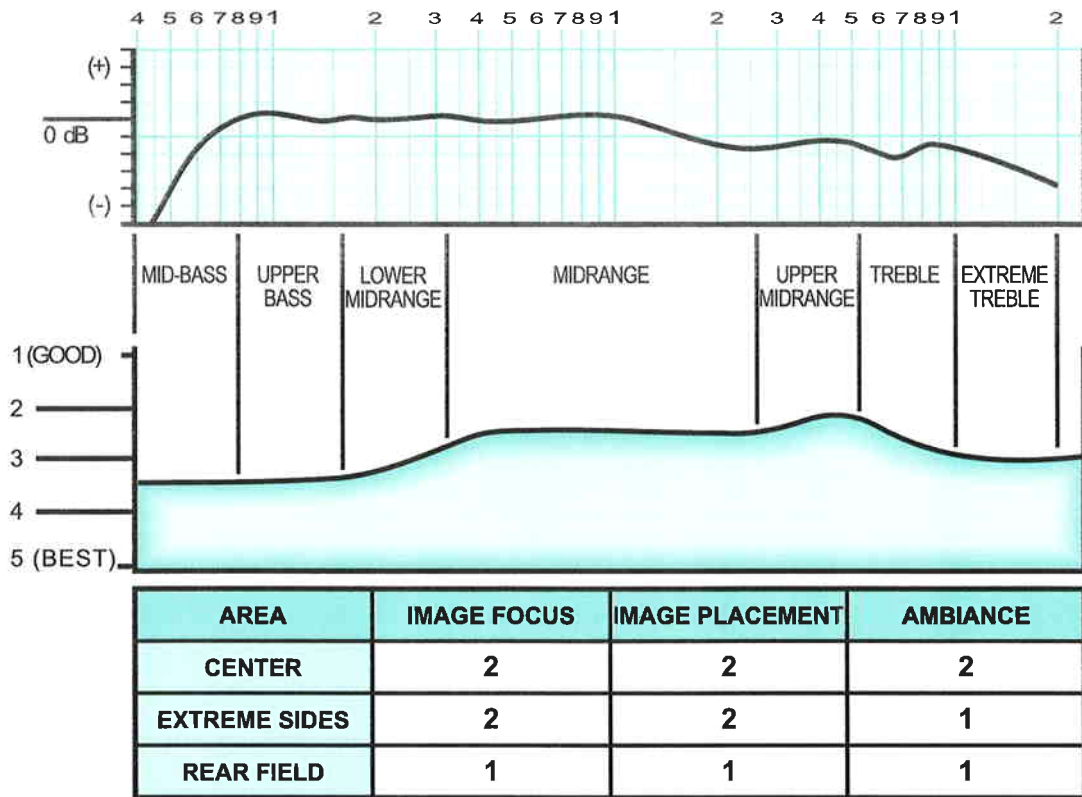 4 5 6 7 8 9 1 2 3 4 5 6 7 8 9 1 2 3 4 5 6 7 8 9 1 2
(+)
0 dB
(-)
MID-BASS UPPER BASS LOWER MIDRANGE MIDRANGE UPPER MIDRANGE TREBLE EXTREME TREBLE
1 (GOOD)
2
3
4
5 (BEST)
AREA IMAGE FOCUS IMAGE PLACEMENT AMBIANCE
CENTER 2 2 2
EXTREME SIDES 2 2 1
REAR FIELD 1 1 1